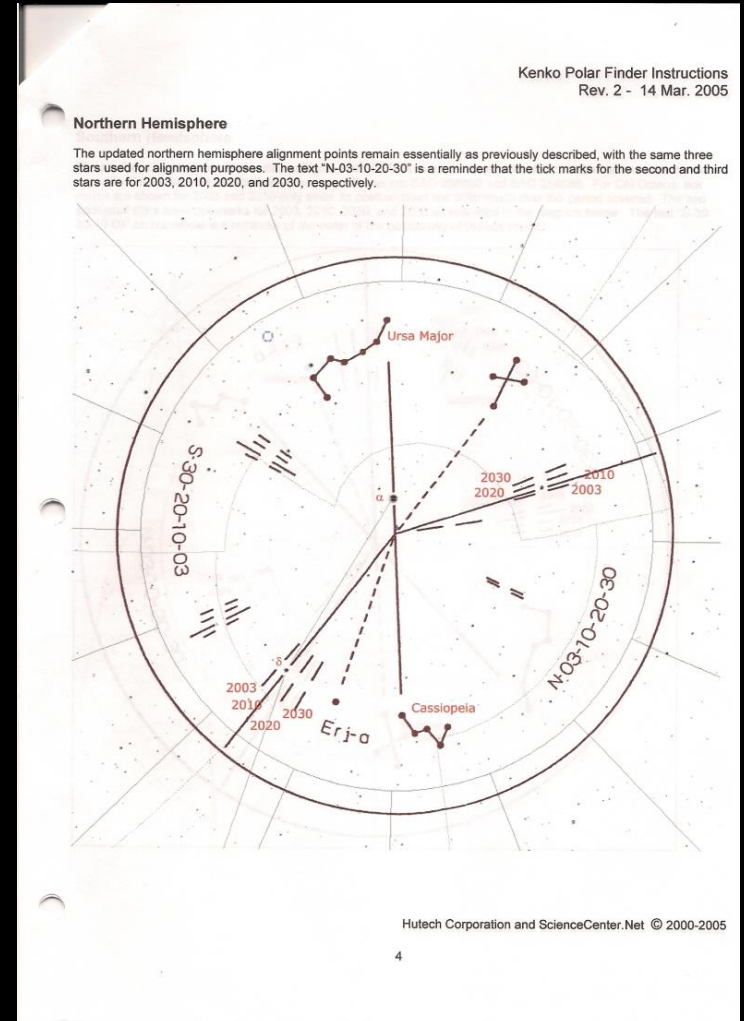 Kenko Polar Finder Instructions
Rev. 2 - 14 Mar. 2005
Northern Hemisphere
The updated northern hemisphere alignment points remain essentially as previously described, with the same three
stars used for alignment purposes. The text "N-03-10-20-30" is a reminder that the tick marks for the second and third
stars are for 2003, 2010, 2020, and 2030, respectively.
Ursa Major
2030
2010
2020
2003
α
S-30-20-10-03
N-03-10-20-30
δ
2003
2010
2030
2020
Erj-α
Cassiopeia
Hutech Corporation and ScienceCenter.Net © 2000-2005
4